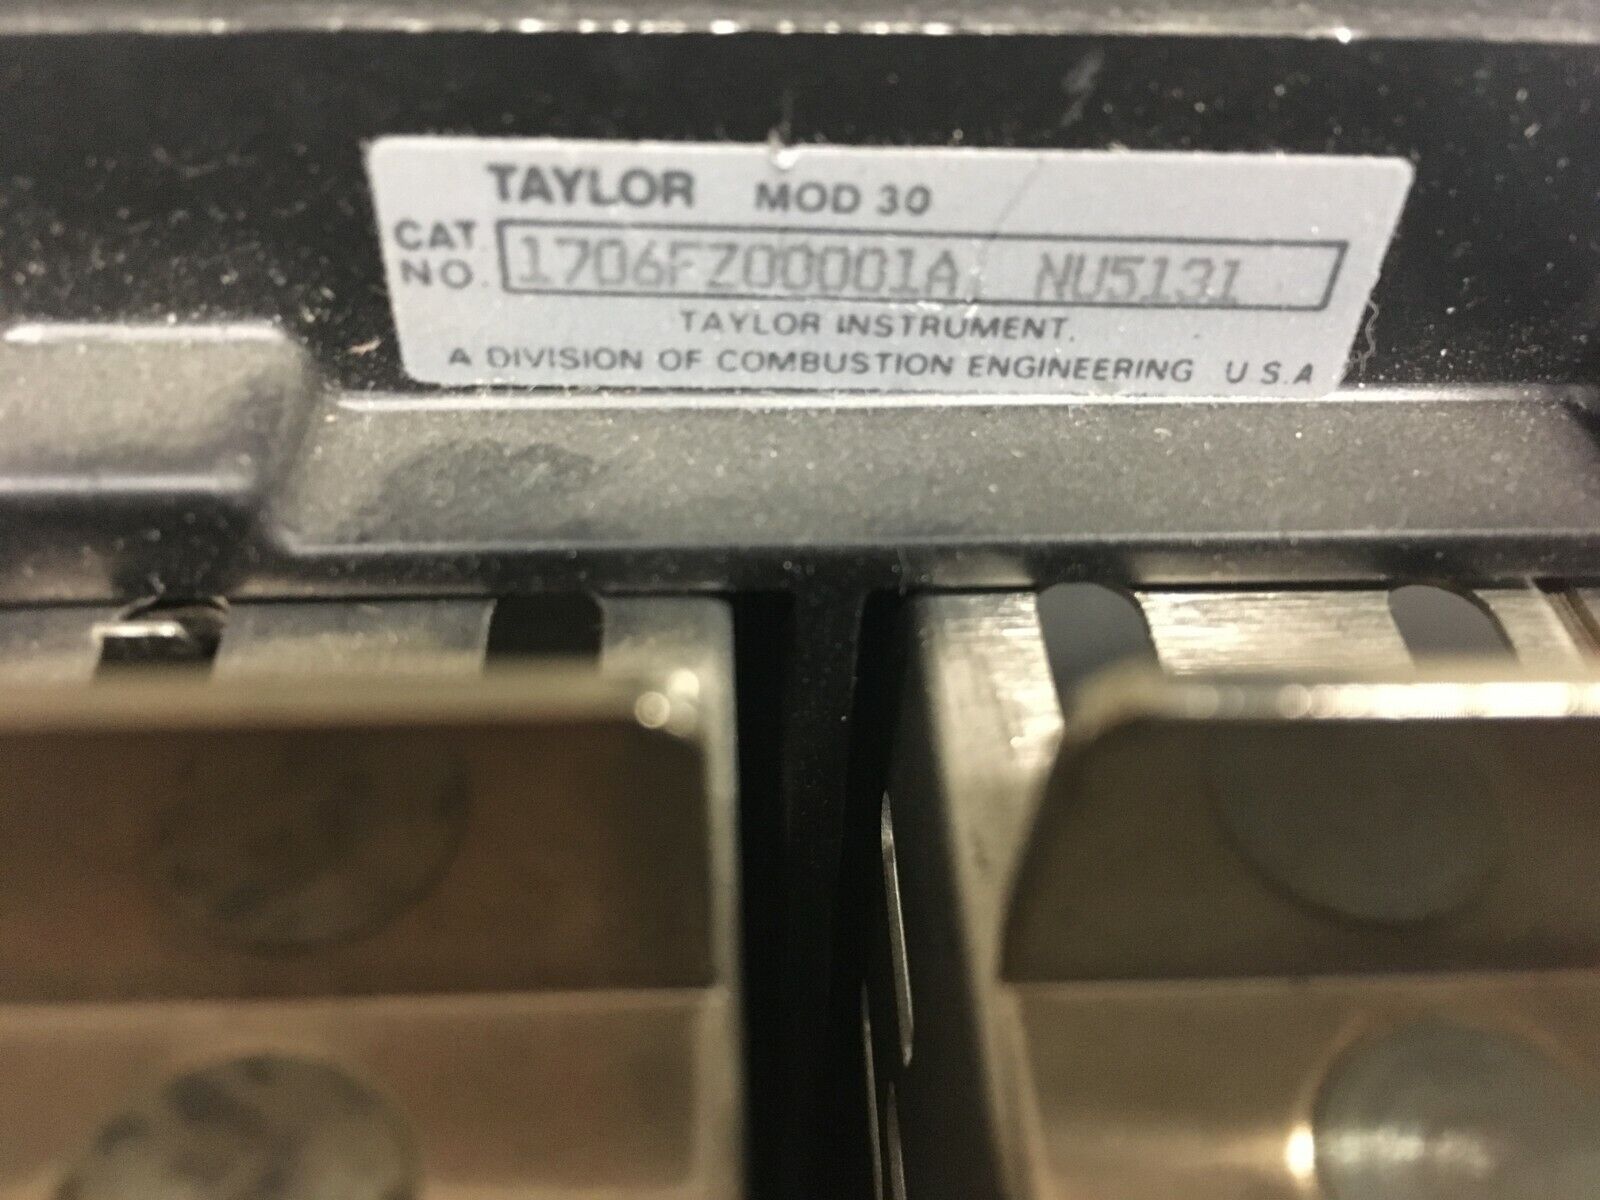 TAYLOR MOD 30
CAT. NO. 1706FZ00001A NU5131
TAYLOR INSTRUMENT.
A DIVISION OF COMBUSTION ENGINEERING U S.A